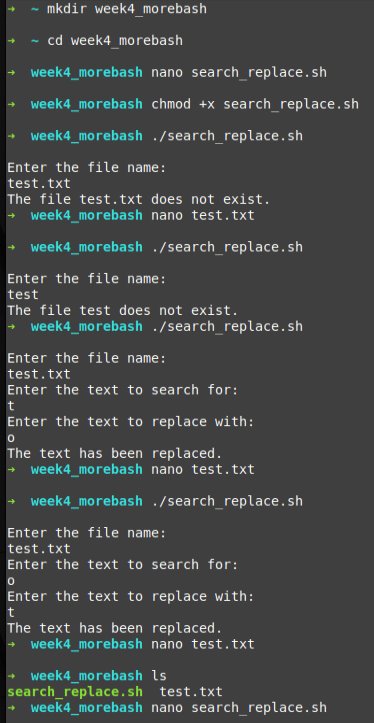 ➜  ~ mkdir week4_morebash
➜  ~ cd week4_morebash
➜  week4_morebash nano search_replace.sh
➜  week4_morebash chmod +x search_replace.sh
➜  week4_morebash ./search_replace.sh
Enter the file name:
test.txt
The file test.txt does not exist.
➜  week4_morebash nano test.txt
➜  week4_morebash ./search_replace.sh
Enter the file name:
test
The file test does not exist.
➜  week4_morebash ./search_replace.sh
Enter the file name:
test.txt
Enter the text to search for:
t
Enter the text to replace with:
o
The text has been replaced.
➜  week4_morebash nano test.txt
➜  week4_morebash ./search_replace.sh
Enter the file name:
test.txt
Enter the text to search for:
o
Enter the text to replace with:
t
The text has been replaced.
➜  week4_morebash nano test.txt
➜  week4_morebash ls
search_replace.sh  test.txt
➜  week4_morebash nano search_replace.sh